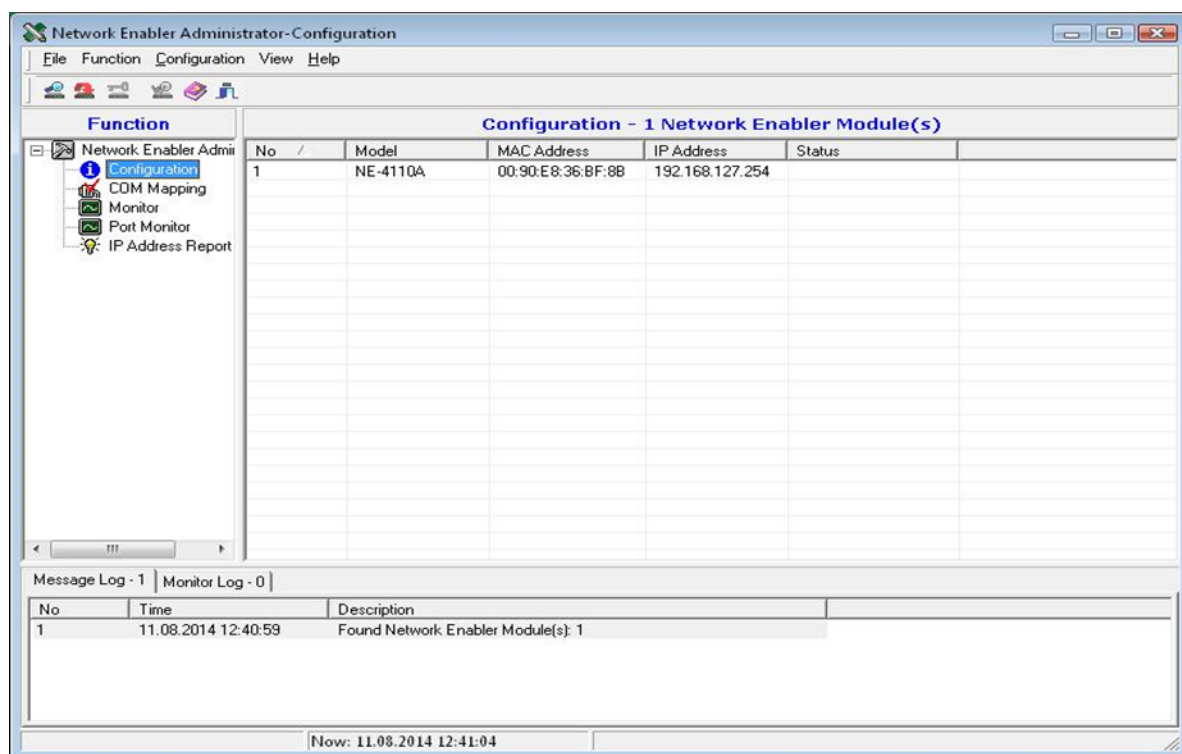 Network Enabler Administrator-Configuration
File Function Configuration View Help
Function
Configuration - 1 Network Enabler Module(s)
Network Enabler Admi
Configuration
COM Mapping
Monitor
Port Monitor
IP Address Report
No Model MAC Address IP Address Status
1 NE-4110A 00:90:E8:36:BF:8B 192.168.127.254
Message Log - 1 Monitor Log - 0
No Time Description
1 11.08.2014 12:40:59 Found Network Enabler Module(s): 1
Now: 11.08.2014 12:41:04